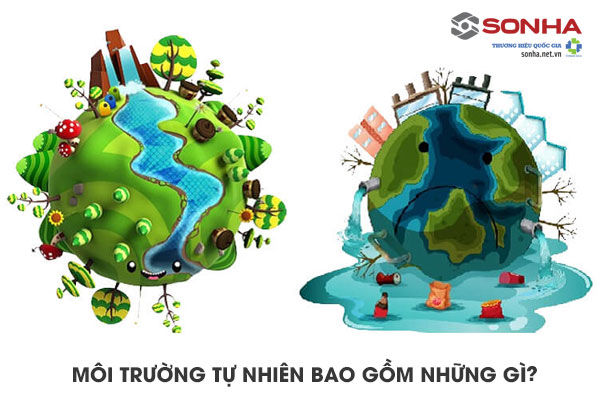 SONHA
THƯƠNG HIỆU QUỐC GIA
sonha.net.vn
MÔI TRƯỜNG TỰ NHIÊN BAO GỒM NHỮNG GÌ?